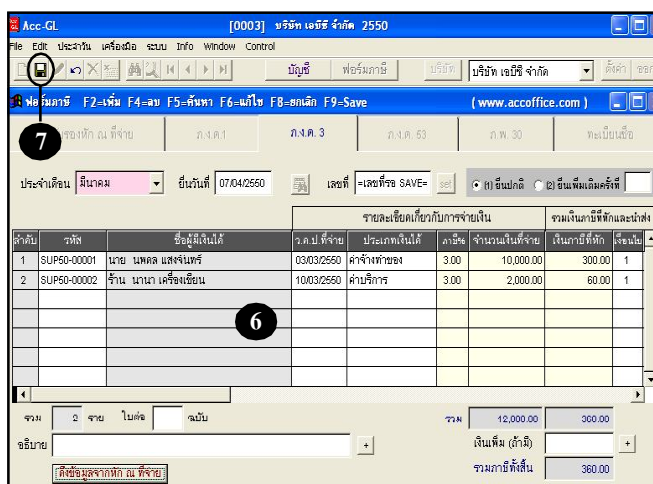 Acc-GL [0003] บริษัท เอบีซี จำกัด 2550
File Edit ประจำวัน เครื่องมือ ระบบ Info Window Control
บัญชี ฟอร์มภาษี บริษัท บริษัท เอบีซี จำกัด ตั้งค่า ออก
ฟอร์มภาษี F2=เพิ่ม F4=ลบ F5=ค้นหา F6=แก้ไข F8=ยกเลิก F9=Save ( www.accoffice.com )
7 บรองหัก ณ ที่จ่าย ภ.ง.ด.1 ภ.ง.ด. 3 ภ.ง.ด. 53 ภ.พ. 30 ทะเบียนชื่อ
ประจำเดือน มีนาคม ยื่นวันที่ 07/04/2550 เลขที่ =เลขที่รอ SAVE= set (1) ยื่นปกติ (2) ยื่นเพิ่มเติมครั้งที่
รายละเอียดเกี่ยวกับการจ่ายเงิน รวมเงินภาษีที่หักและนำส่ง
ลำดับ รหัส ชื่อผู้มีเงินได้ ว.ด.ป.ที่จ่าย ประเภทเงินได้ ภาษี% จำนวนเงินที่จ่าย เงินภาษีที่หัก เงื่อนไข
1 SUP50-00001 นาย นพดล แสงจันทร์ 03/03/2550 ค่าจ้างทำของ 3.00 10,000.00 300.00 1
2 SUP50-00002 ร้าน นานา เครื่องเขียน 10/03/2550 ค่าบริการ 3.00 2,000.00 60.00 1
6
รวม 2 ราย ใบต่อ ฉบับ รวม 12,000.00 360.00
อธิบาย + เงินเพิ่ม (ถ้ามี) +
ดึงข้อมูลจากหัก ณ ที่จ่าย รวมภาษีทั้งสิ้น 360.00